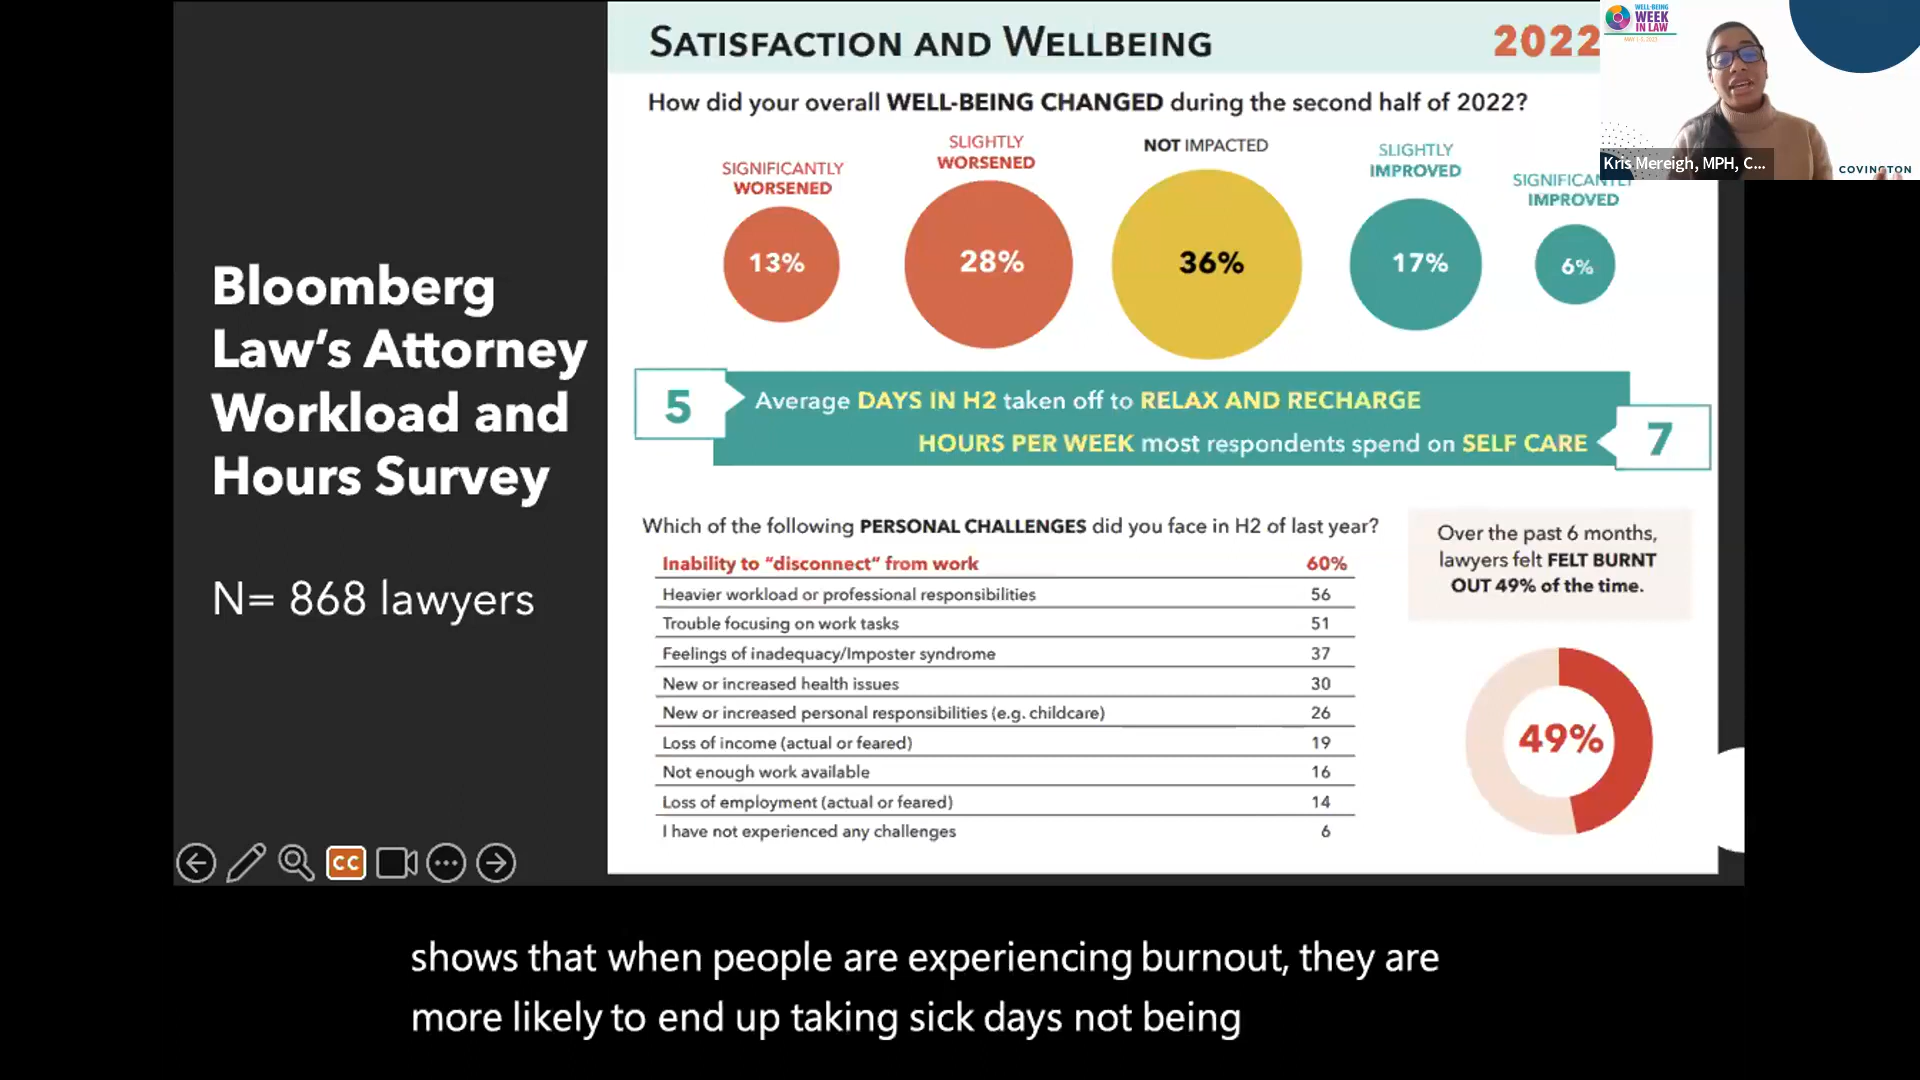 Bloomberg
Law's Attorney
Workload and
Hours Survey
N= 868 lawyers
SATISFACTION AND WELLBEING
2022
How did your overall WELL-BEING CHANGED during the second half of 2022?
SIGNIFICANTLY
WORSENED
13%
SLIGHTLY
WORSENED
28%
NOT IMPACTED
36%
SLIGHTLY
IMPROVED
17%
SIGNIFICANTLY
IMPROVED
6%
5
Average DAYS IN H2 taken off to RELAX AND RECHARGE
HOURS PER WEEK most respondents spend on SELF CARE
7
Which of the following PERSONAL CHALLENGES did you face in H2 of last year?
Inability to "disconnect" from work 60%
Heavier workload or professional responsibilities 56
Trouble focusing on work tasks 51
Feelings of inadequacy/Imposter syndrome 37
New or increased health issues 30
New or increased personal responsibilities (e.g. childcare) 26
Loss of income (actual or feared) 19
Not enough work available 16
Loss of employment (actual or feared) 14
I have not experienced any challenges 6
Over the past 6 months,
lawyers felt FELT BURNT
OUT 49% of the time.
49%
WELL-BEING
WEEK
IN LAW
Kris Mereigh, MPH, C...
COVINGTON
CC
shows that when people are experiencing burnout, they are
more likely to end up taking sick days not being